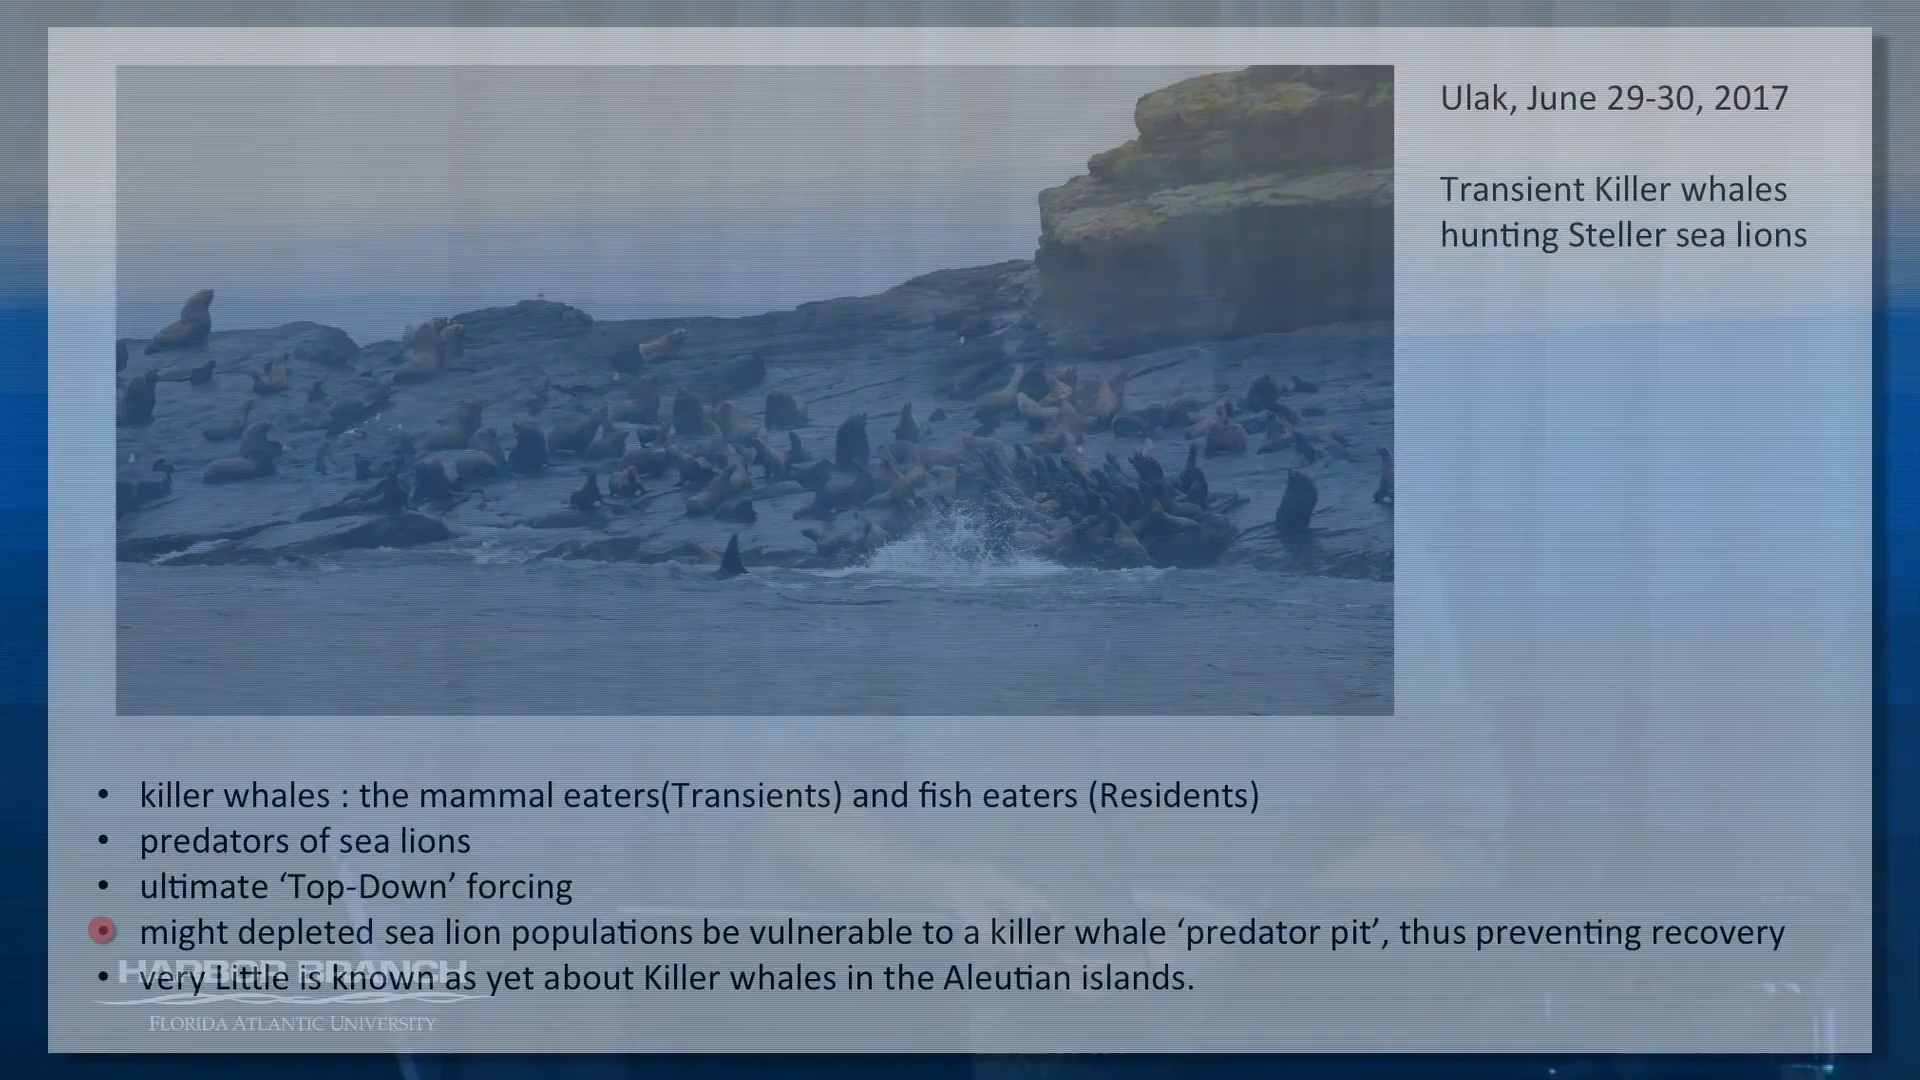 Ulak, June 29-30, 2017
Transient Killer whales
hunting Steller sea lions
• killer whales : the mammal eaters(Transients) and fish eaters (Residents)
• predators of sea lions
• ultimate ‘Top-Down’ forcing
• might depleted sea lion populations be vulnerable to a killer whale ‘predator pit’, thus preventing recovery
• very Little is known as yet about Killer whales in the Aleutian islands.
HARBOR BRANCH
FLORIDA ATLANTIC UNIVERSITY